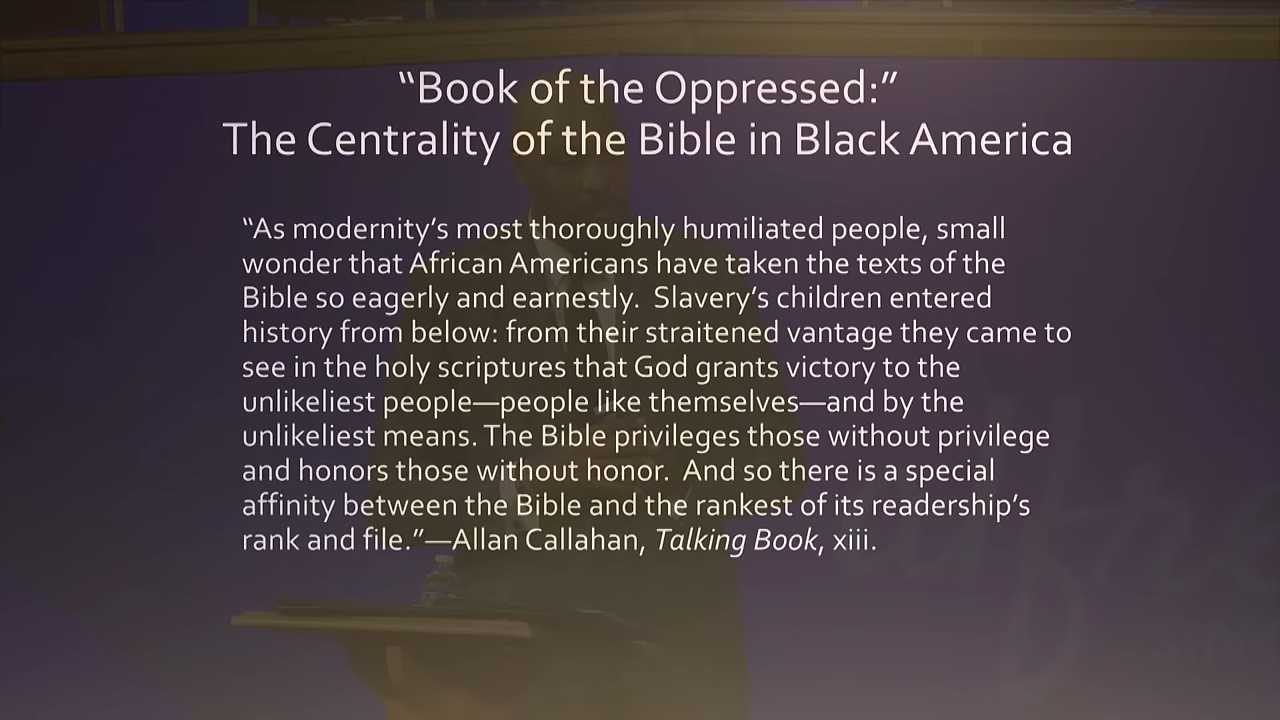 “Book of the Oppressed:”
The Centrality of the Bible in Black America
“As modernity’s most thoroughly humiliated people, small
wonder that African Americans have taken the texts of the
Bible so eagerly and earnestly.  Slavery’s children entered
history from below: from their straitened vantage they came to
see in the holy scriptures that God grants victory to the
unlikeliest people—people like themselves—and by the
unlikeliest means. The Bible privileges those without privilege
and honors those without honor.  And so there is a special
affinity between the Bible and the rankest of its readership’s
rank and file.”—Allan Callahan, Talking Book, xiii.